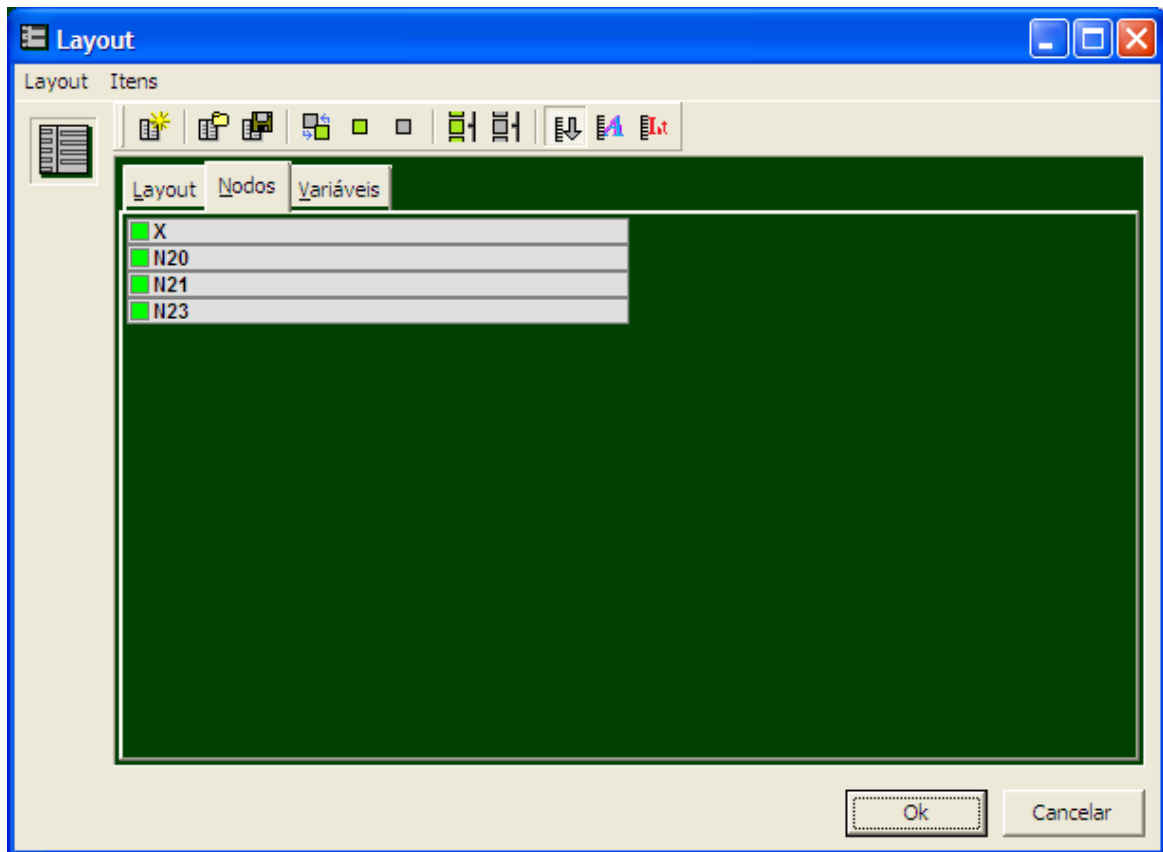 Layout
Layout Itens
Layout Nodos Variáveis
X
N20
N21
N23
Ok Cancelar